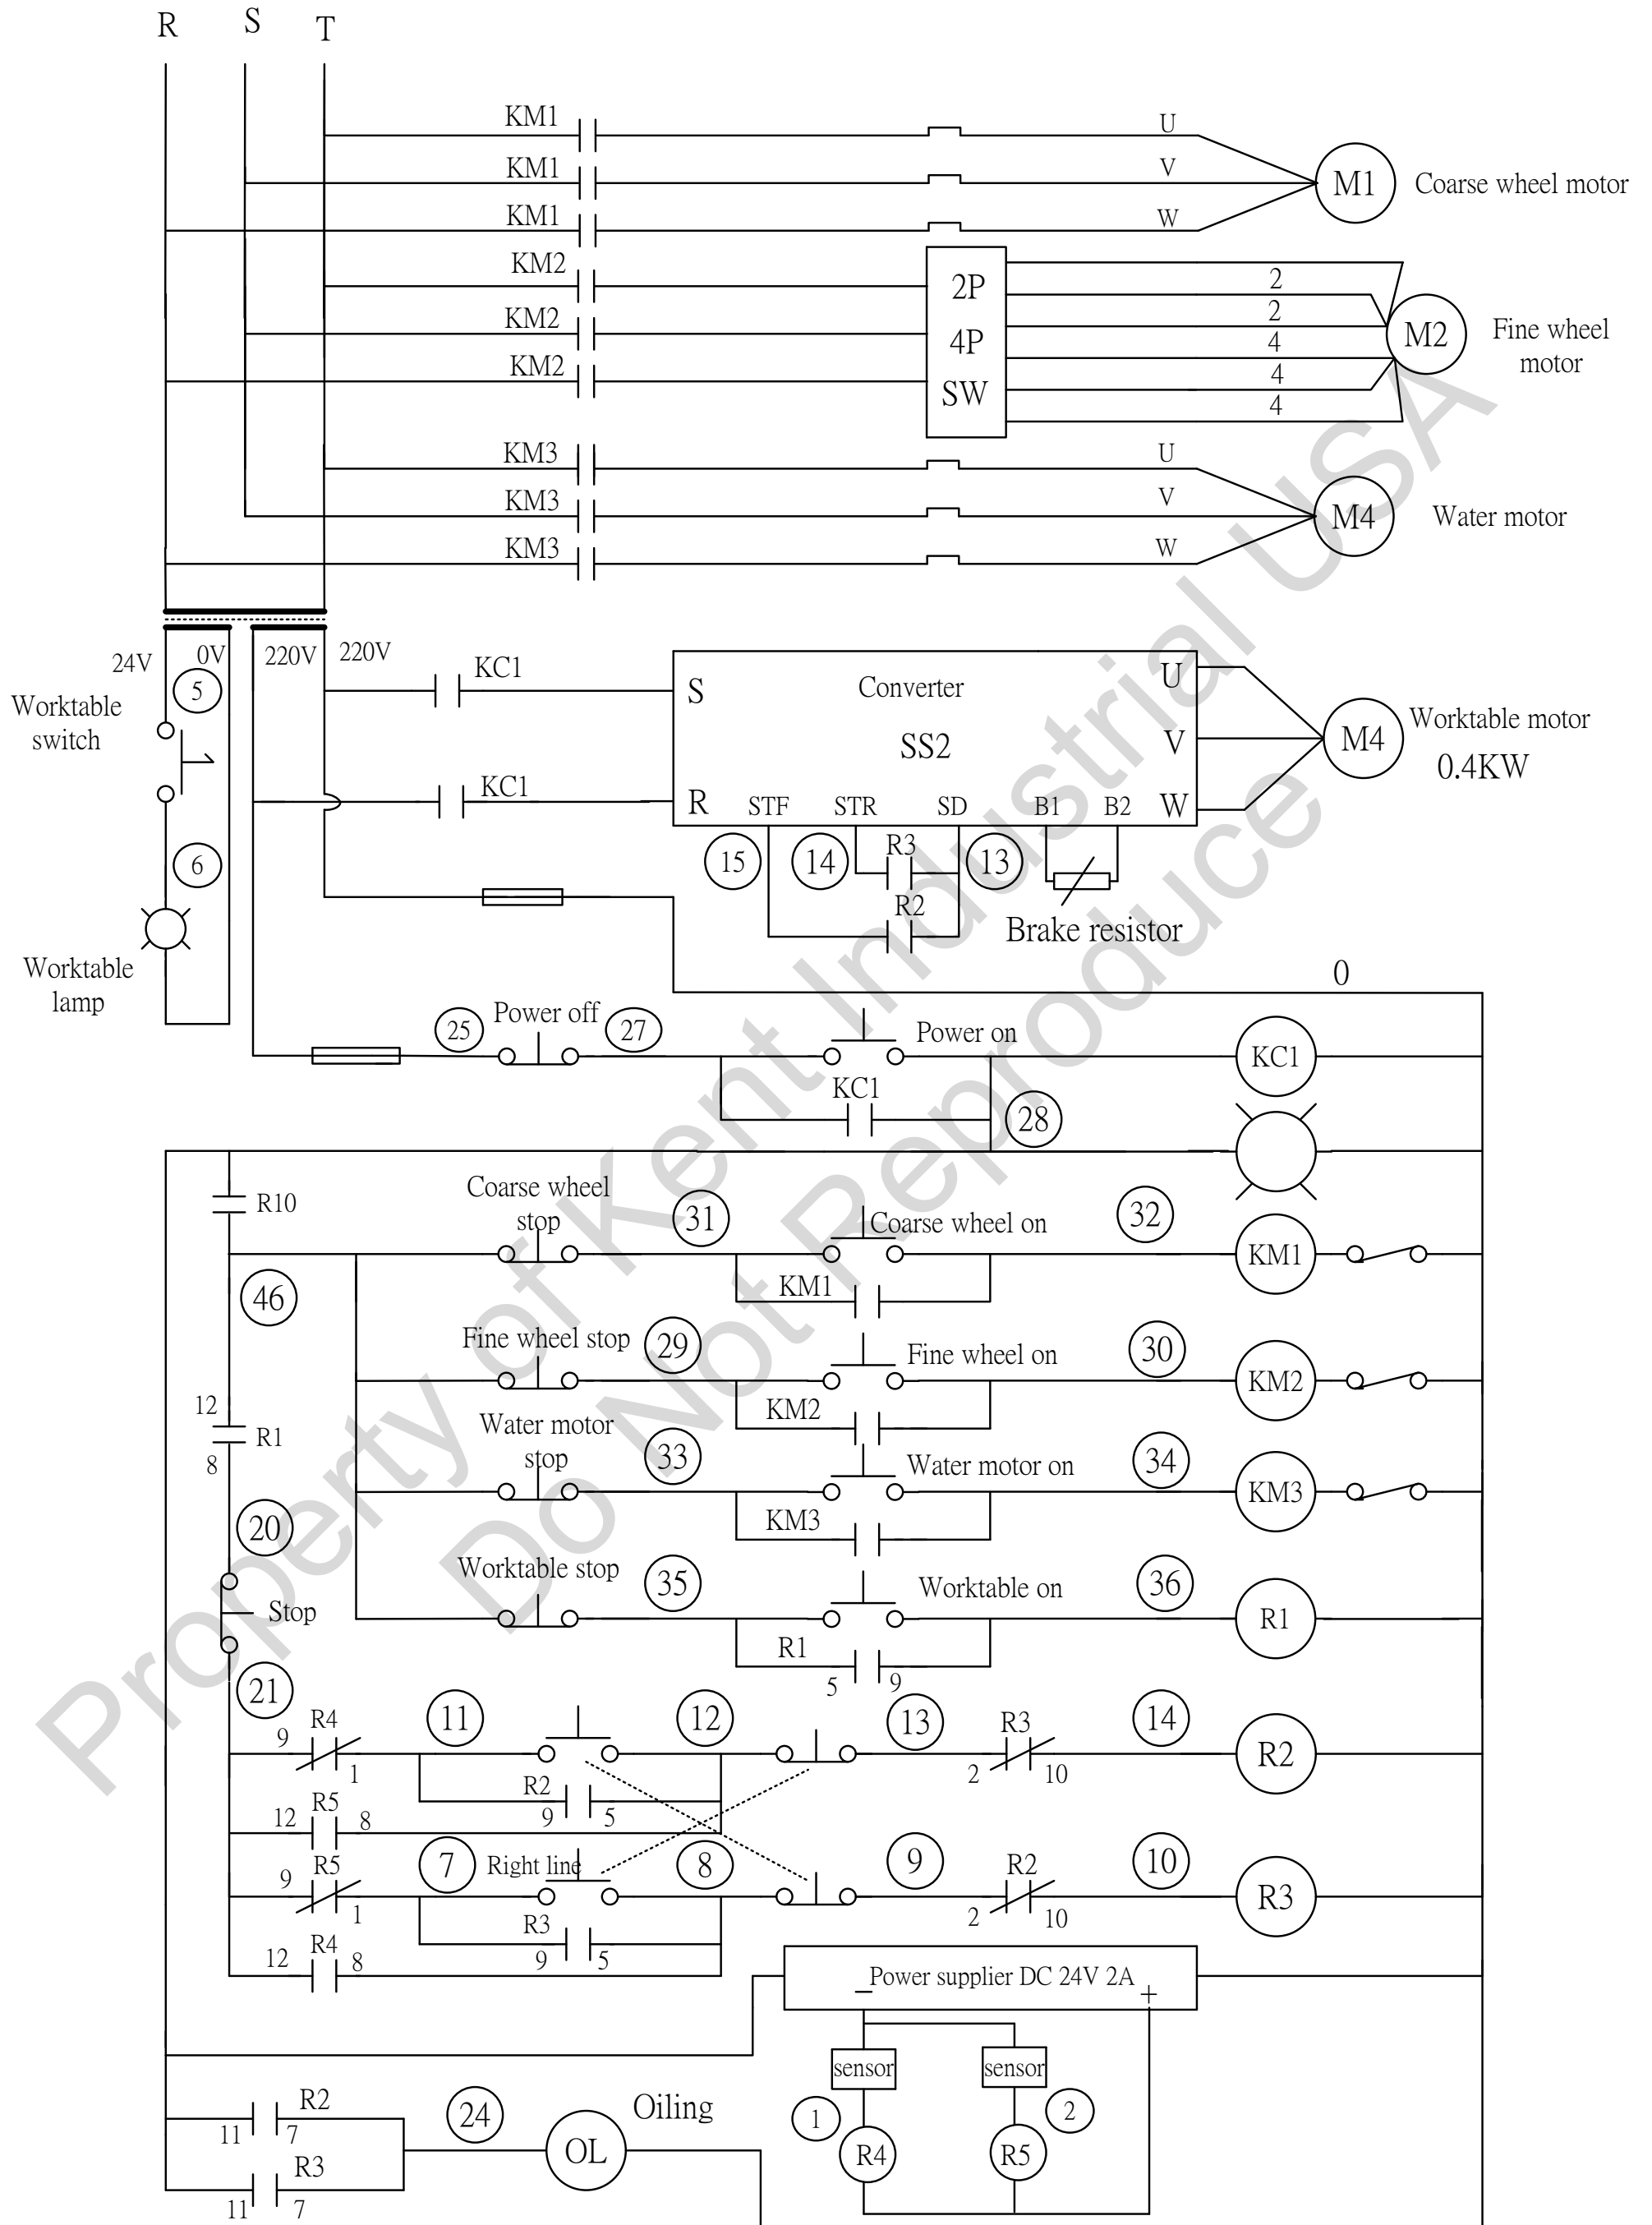 R S T
KM1 U
KM1 V M1 Coarse wheel motor
KM1 W
KM2 2P 2
KM2 4P 2 M2 Fine wheel
motor
4
KM2 SW 4
4
KM3 U
KM3 V M4 Water motor
KM3 W
24V 0V 220V 220V
5
Worktable
switch
6
Worktable
lamp
KC1 S Converter U
SS2 V M4 Worktable motor
0.4KW
KC1 R STF STR SD B1 B2 W
15 14 R3 13
R2
Brake resistor
0
25 Power off 27 Power on KC1
KC1 28
R10
Coarse wheel
stop
31 Coarse wheel on 32 KM1
KM1
46
Fine wheel stop 29 Fine wheel on 30 KM2
KM2
12
R1
8
Water motor
stop
33 Water motor on 34 KM3
KM3
20
Stop
Worktable stop 35 Worktable on 36 R1
R1
5 9
21
9 R4 1 11 12 13 R3 14 R2
2 10
R2
9 5
12 R5 8
9 R5 1 7 Right line 8 9 R2 10 R3
2 10
R3
9 5
12 R4 8
Power supplier DC 24V 2A
− +
sensor sensor
1 2
R4 R5
R2
11 7
24 OL Oiling
R3
11 7
Property of Kent Industrial USA
Do Not Reproduce